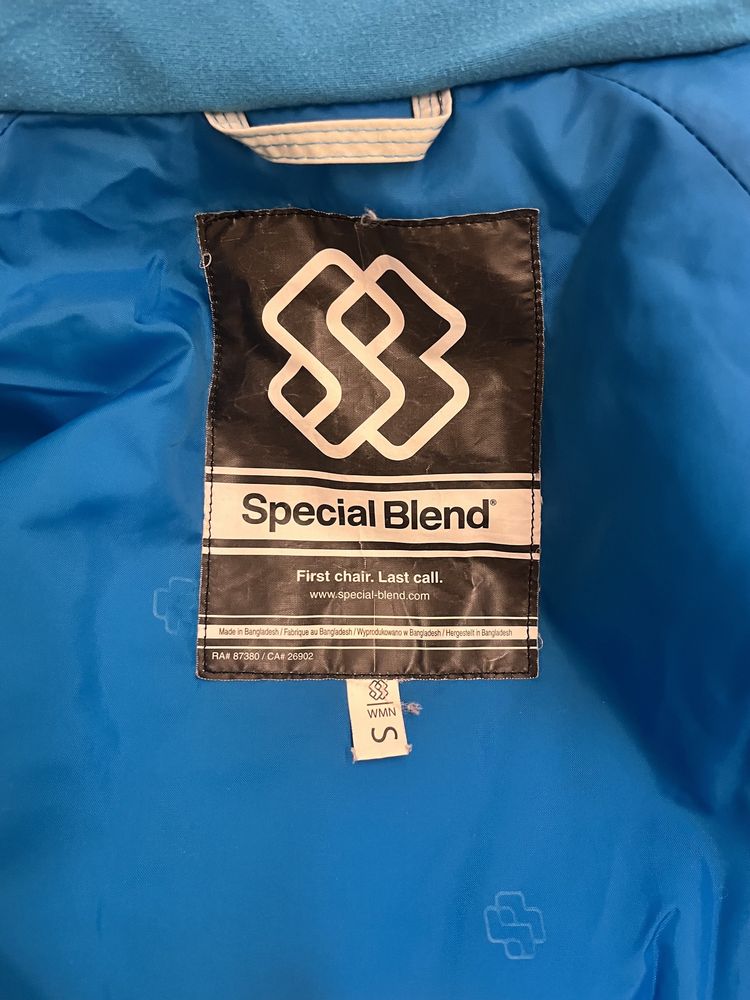 Special Blend®
First chair. Last call.
www.special-blend.com
Made in Bangladesh / Fabrique au Bangladesh / Wyprodukowano w Bangladesh / Hergestellt in Bangladesh
RA# 87380 / CA# 26902
WMN
S